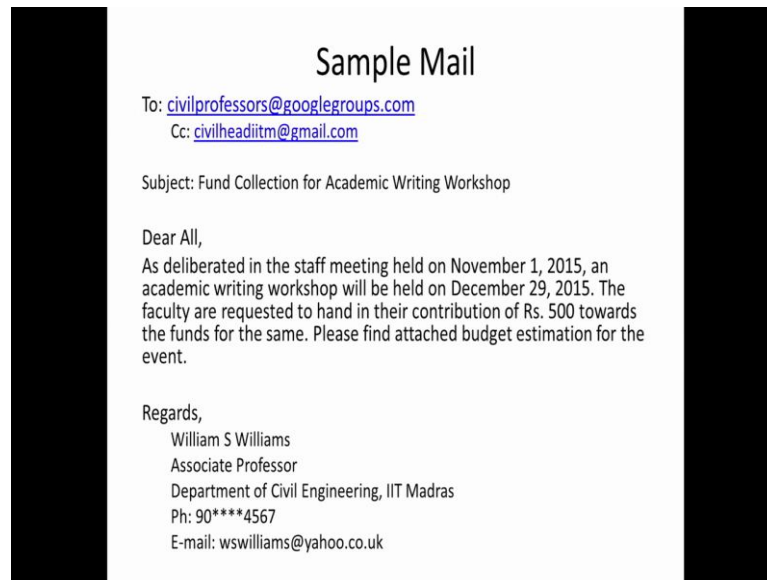 Sample Mail
To: civilprofessors@googlegroups.com
Cc: civilheadiitm@gmail.com
Subject: Fund Collection for Academic Writing Workshop
Dear All,
As deliberated in the staff meeting held on November 1, 2015, an
academic writing workshop will be held on December 29, 2015. The
faculty are requested to hand in their contribution of Rs. 500 towards
the funds for the same. Please find attached budget estimation for the
event.
Regards,
William S Williams
Associate Professor
Department of Civil Engineering, IIT Madras
Ph: 90****4567
E-mail: wswilliams@yahoo.co.uk